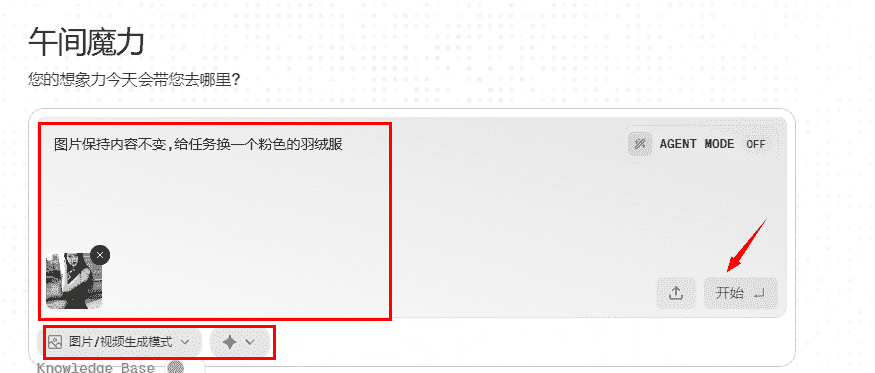 午间魔力
您的想象力今天会带您去哪里?
图片保持内容不变,给任务换一个粉色的羽绒服
AGENT MODE OFF
开始
图片/视频生成模式
Knowledge Base